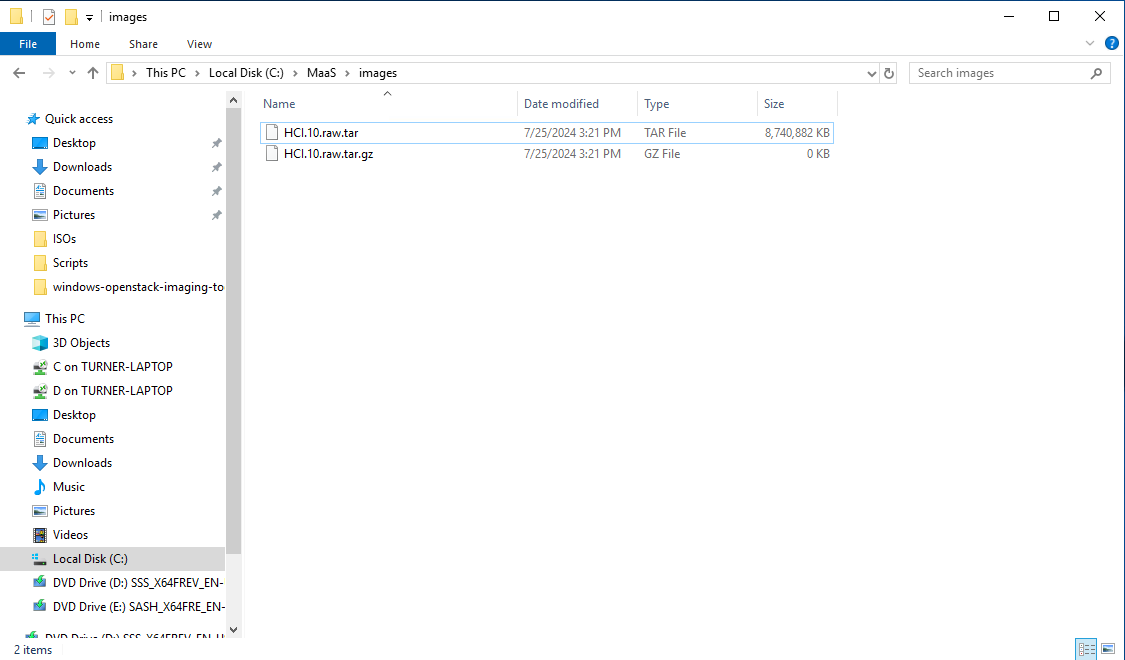 images
File Home Share View
This PC › Local Disk (C:) › MaaS › images
Search images
Name Date modified Type Size
HCI.10.raw.tar 7/25/2024 3:21 PM TAR File 8,740,882 KB
HCI.10.raw.tar.gz 7/25/2024 3:21 PM GZ File 0 KB
Quick access
Desktop
Downloads
Documents
Pictures
ISOs
Scripts
windows-openstack-imaging-to
This PC
3D Objects
C on TURNER-LAPTOP
D on TURNER-LAPTOP
Desktop
Documents
Downloads
Music
Pictures
Videos
Local Disk (C:)
DVD Drive (D:) SSS_X64FREV_EN-
DVD Drive (E:) SASH_X64FRE_EN-
DVD Drive (D:) SSS_X64FREV_EN-U
2 items